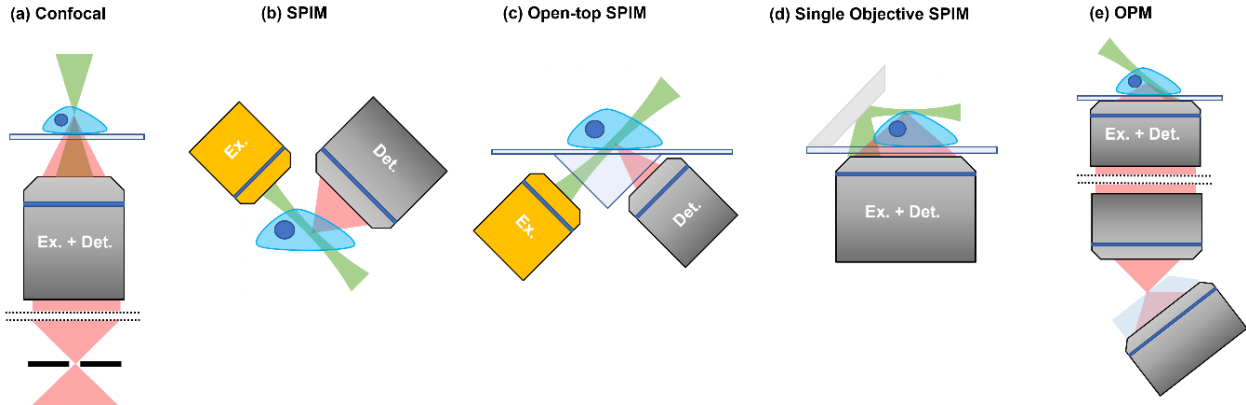 (a) Confocal
(b) SPIM
(c) Open-top SPIM
(d) Single Objective SPIM
(e) OPM
Ex. + Det.
Ex.
Det.
Ex.
Det.
Ex. + Det.
Ex. + Det.